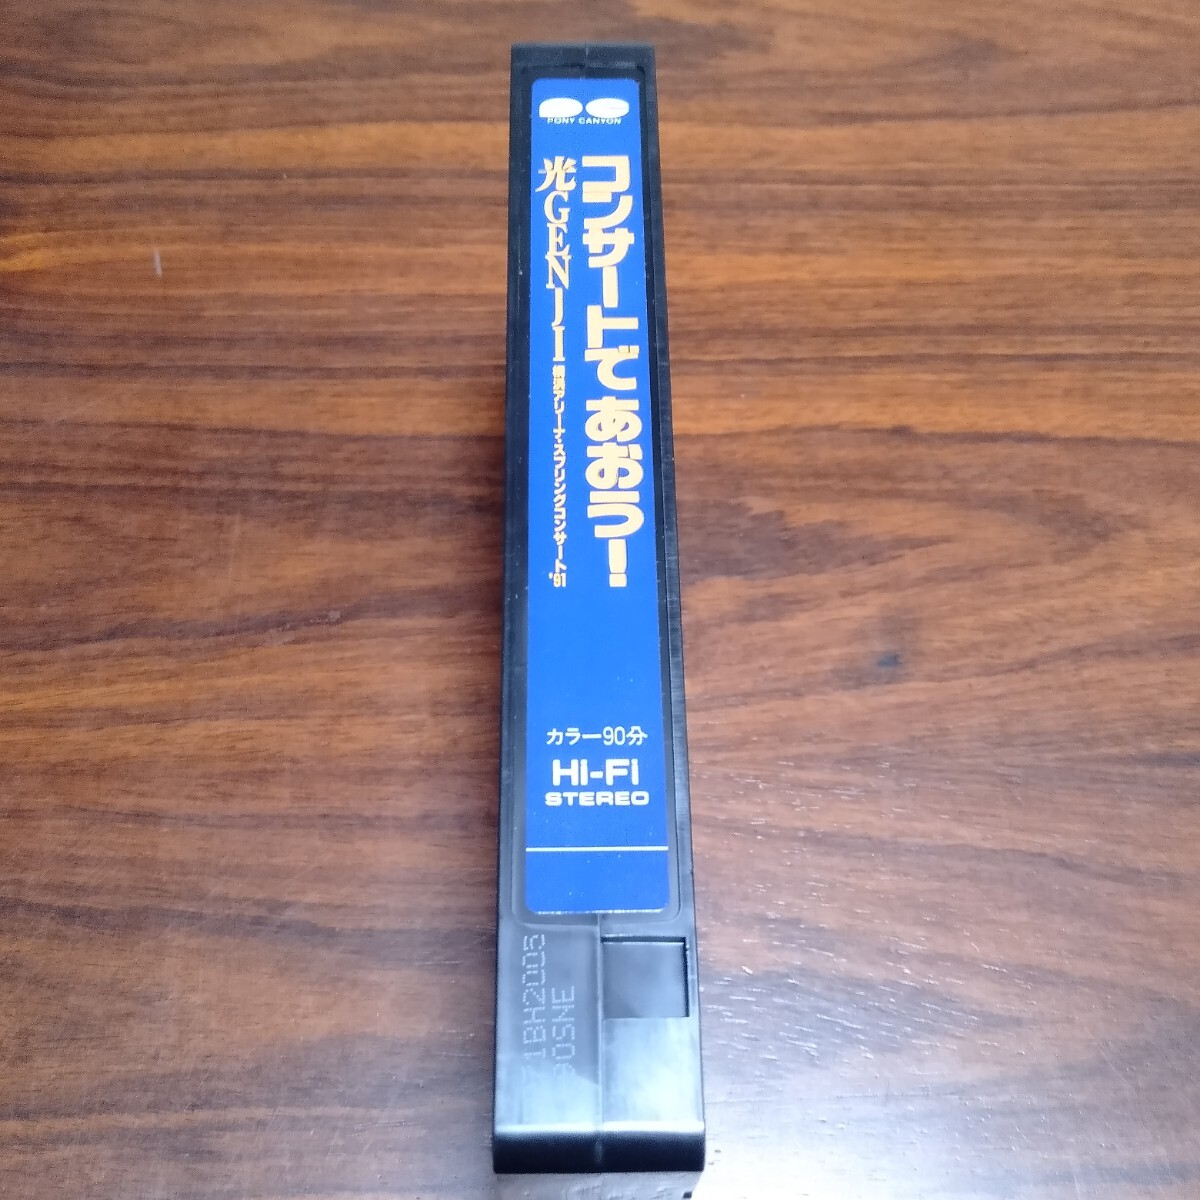 PONY CANYON
コンサートであおう!
光GENJI 横浜アリーナ・スプリングコンサート'91
カラー90分
Hi-Fi
STEREO
1BH2005
90SNE